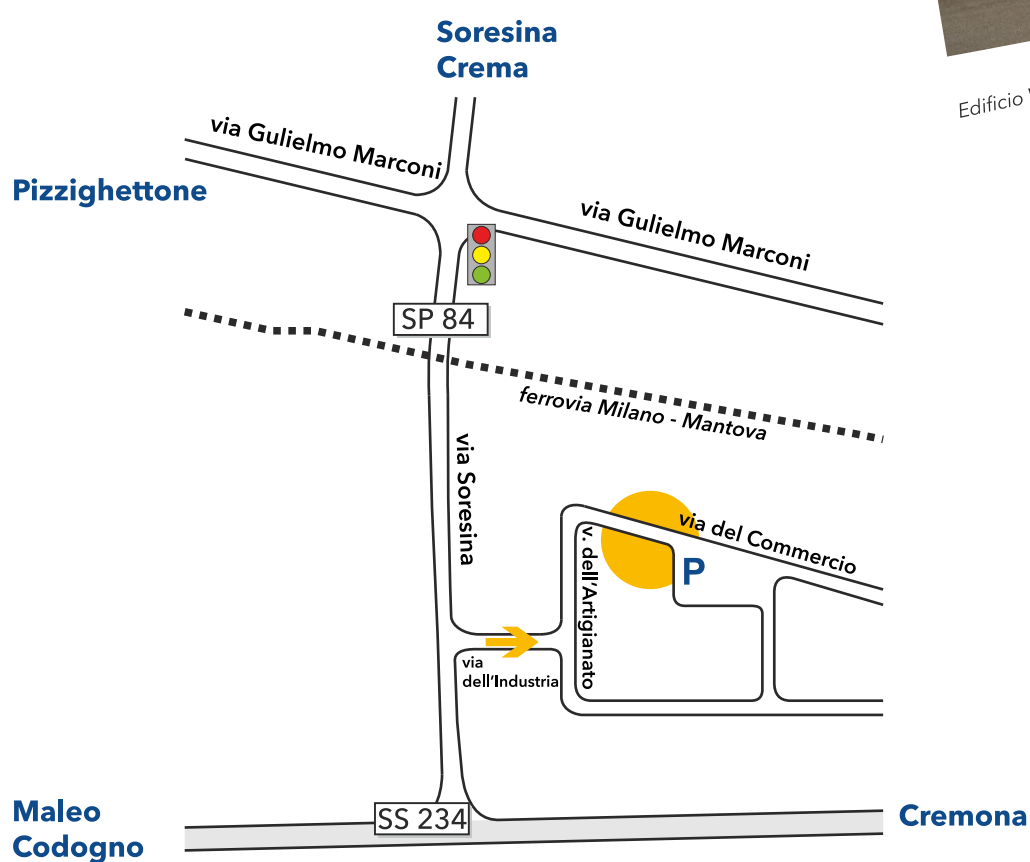 Soresina
Crema
Edificio
via Gulielmo Marconi
Pizzighettone
via Gulielmo Marconi
SP 84
ferrovia Milano - Mantova
via Soresina
via del Commercio
v. dell'Artigianato
P
via
dell'Industria
Maleo
Codogno
SS 234
Cremona